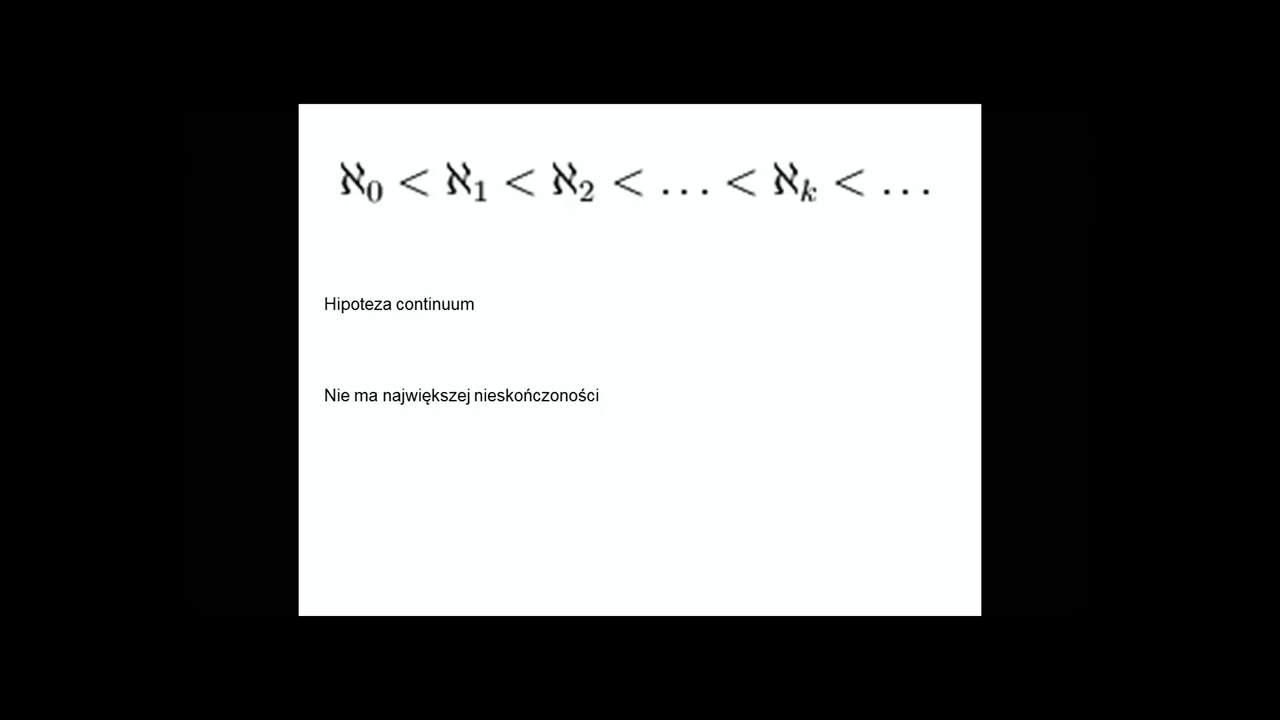 ℵ₀ < ℵ₁ < ℵ₂ < … < ℵₖ < …
Hipoteza continuum
Nie ma największej nieskończoności